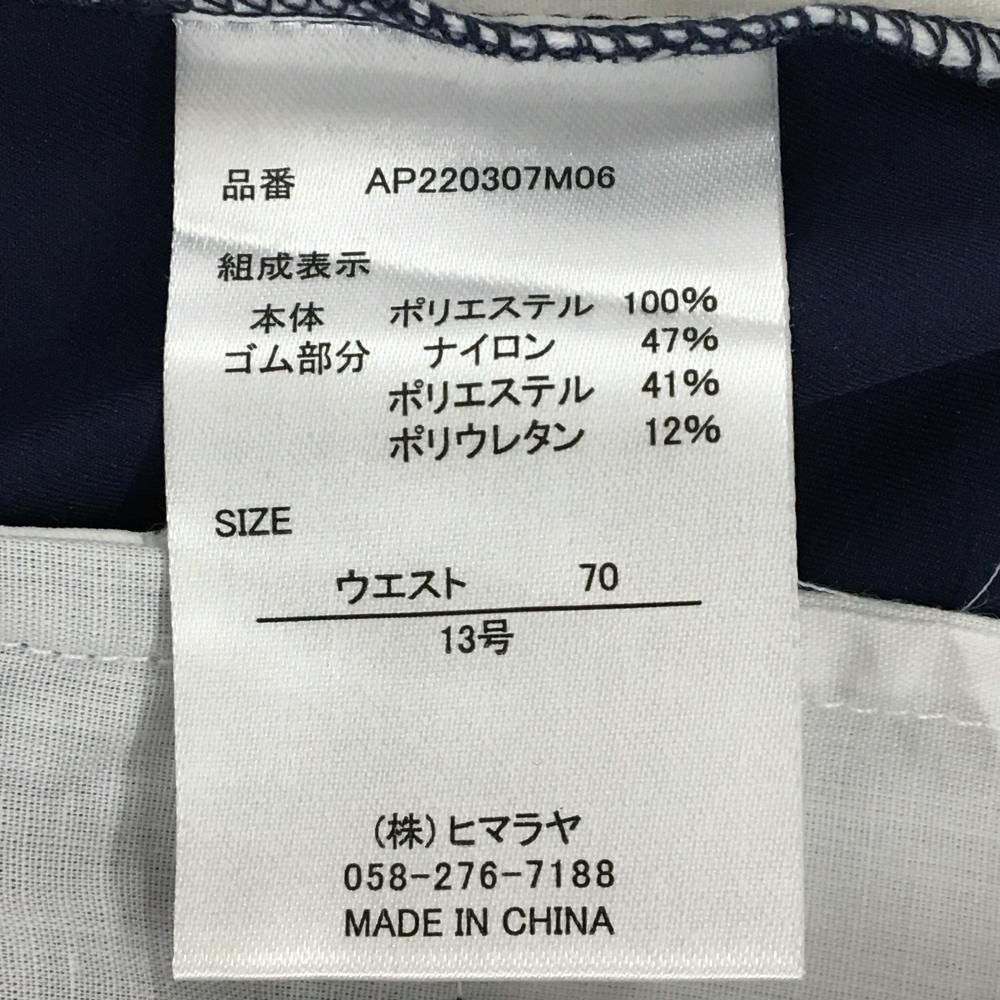 品番 AP220307M06
組成表示
本体 ポリエステル 100%
ゴム部分 ナイロン 47%
ポリエステル 41%
ポリウレタン 12%
SIZE
ウエスト 70
13号
(株)ヒマラヤ
058-276-7188
MADE IN CHINA